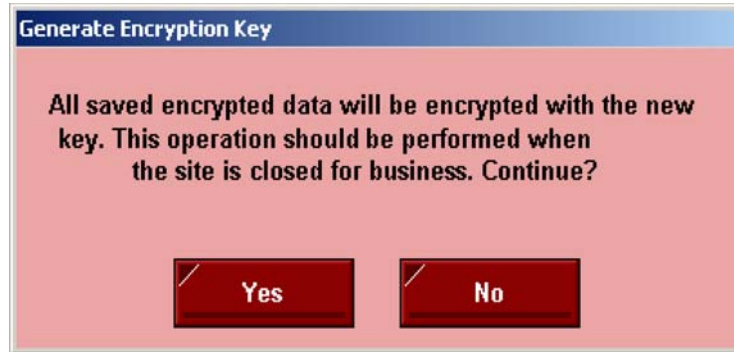 Generate Encryption Key
All saved encrypted data will be encrypted with the new
key. This operation should be performed when
the site is closed for business. Continue?
Yes
No